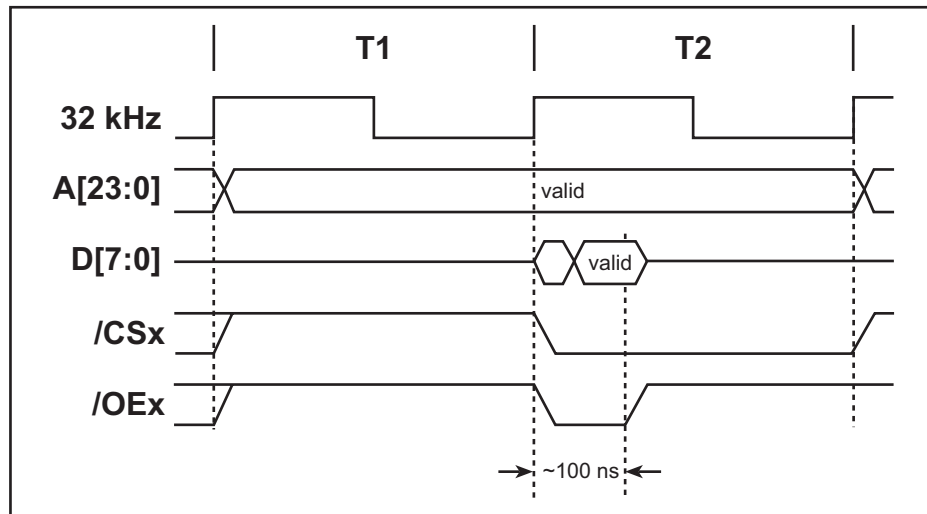 T1 T2
32 kHz
A[23:0] valid
D[7:0] valid
/CSx
/OEx
~100 ns